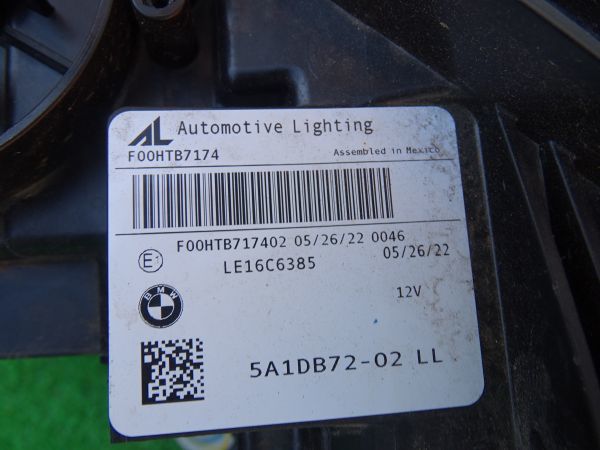 AL Automotive Lighting
F00HTB7174 Assembled in Mexico
F00HTB717402 05/26/22 0046
E1 LE16C6385 05/26/22
BMW
12V
5A1DB72-02 LL